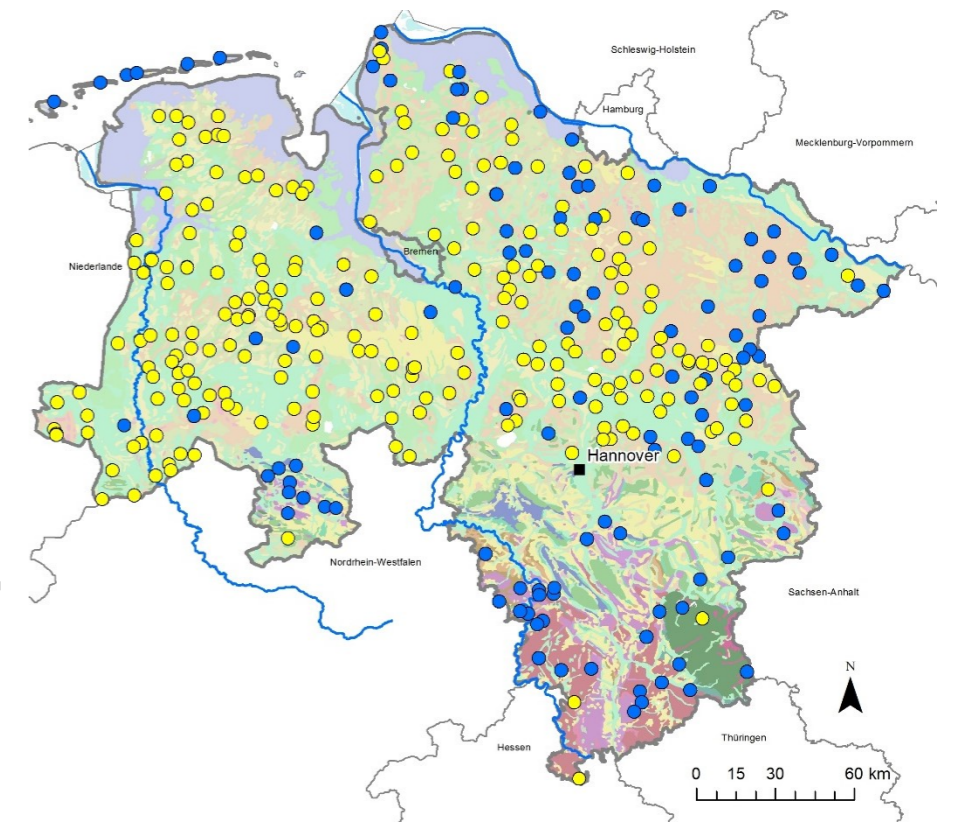 Schleswig-Holstein
Hamburg
Mecklenburg-Vorpommern
Niederlande
Bremen
Hannover
Nordrhein-Westfalen
Sachsen-Anhalt
N
Hessen
Thüringen
0 15 30 60 km